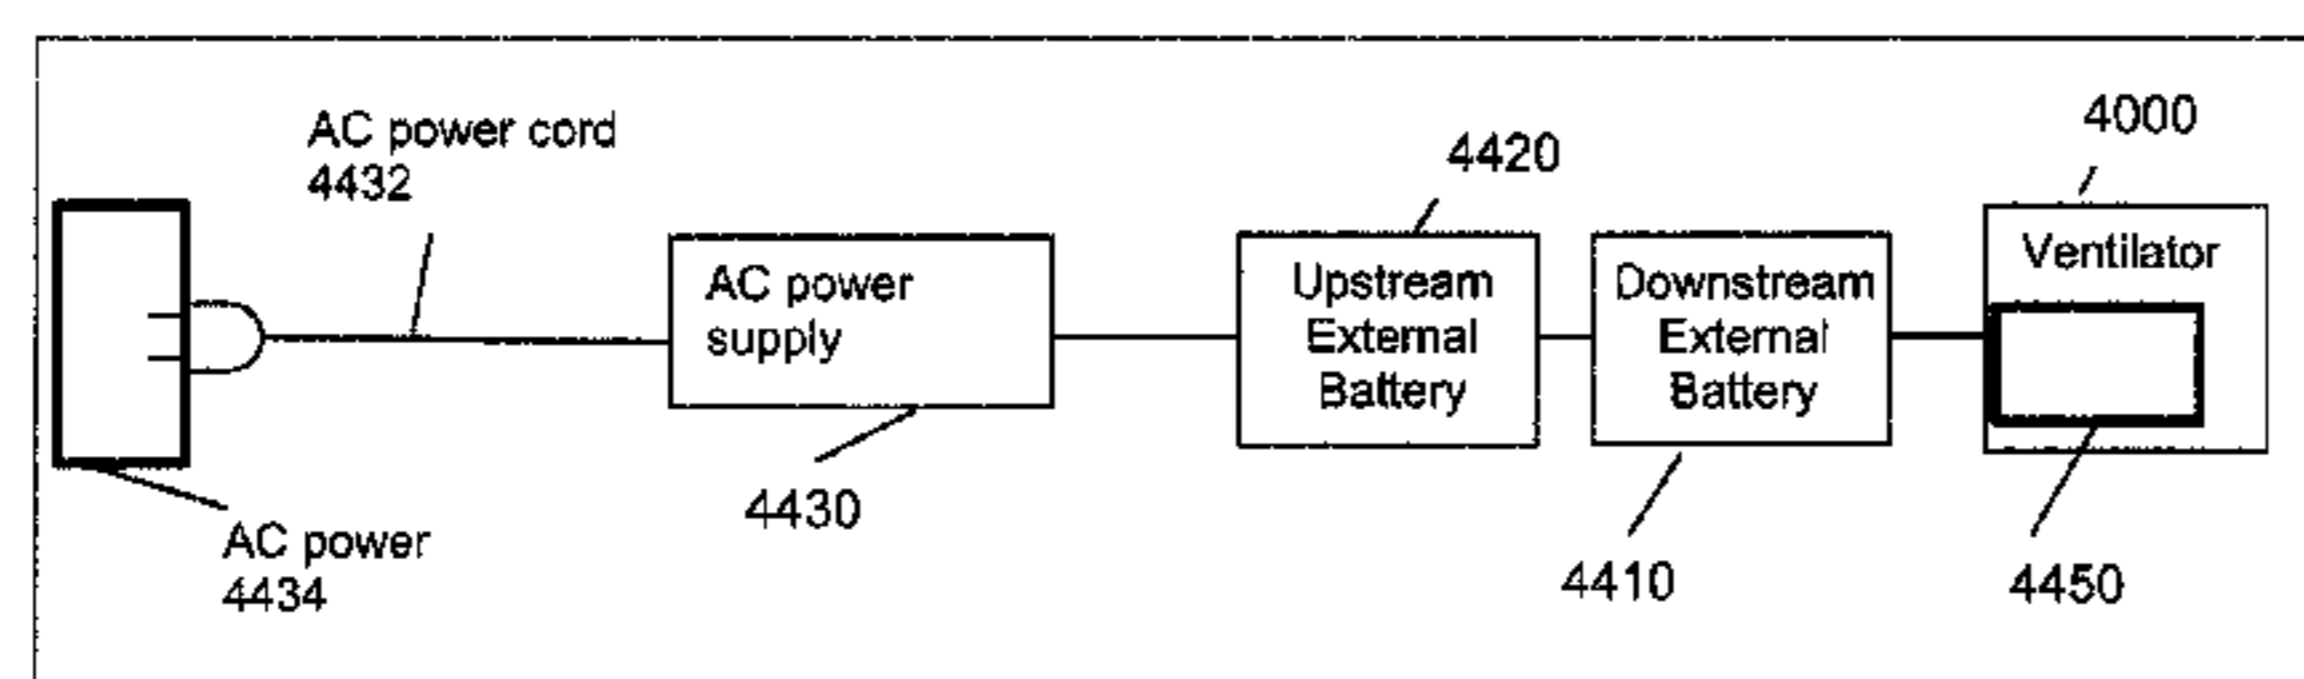 AC power cord
4432
4420
4000
AC power
supply
Upstream
External
Battery
Downstream
External
Battery
Ventilator
4430
AC power
4434
4410
4450